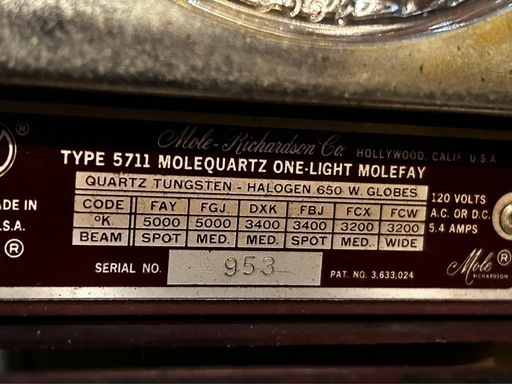 Mole-Richardson Co. HOLLYWOOD, CALIF. U.S.A.
TYPE 5711 MOLEQUARTZ ONE-LIGHT MOLEFAY
QUARTZ TUNGSTEN - HALOGEN 650 W. GLOBES
CODE FAY FGJ DXK FBJ FCX FCW
°K 5000 5000 3400 3400 3200 3200
BEAM SPOT MED. MED. SPOT MED. WIDE
120 VOLTS
A.C. OR D.C.
5.4 AMPS
ADE IN
.S.A.
®
®
SERIAL NO. 953
PAT. NO. 3,633,024
Mole ®
RICHARDSON